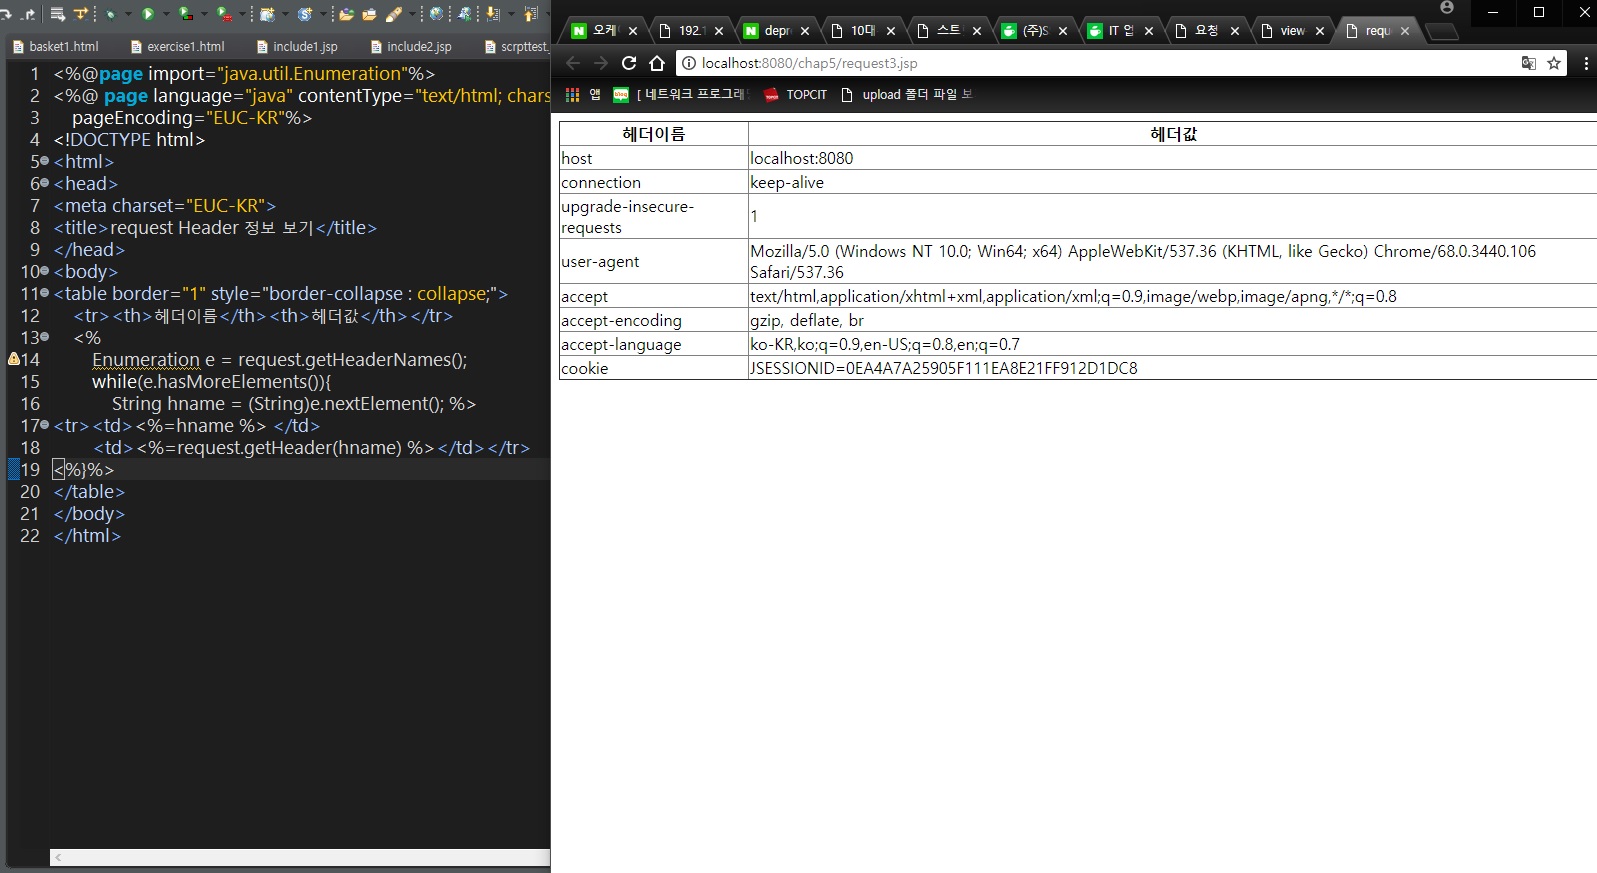 basket1.html exercise1.html include1.jsp include2.jsp scrpttest.
1 <%@page import="java.util.Enumeration"%>
2 <%@ page language="java" contentType="text/html; chars
3 pageEncoding="EUC-KR"%>
4 <!DOCTYPE html>
5 <html>
6 <head>
7 <meta charset="EUC-KR">
8 <title>request Header 정보 보기</title>
9 </head>
10 <body>
11 <table border="1" style="border-collapse : collapse;">
12 <tr><th>헤더이름</th><th>헤더값</th></tr>
13 <%
14 Enumeration e = request.getHeaderNames();
15 while(e.hasMoreElements()){
16 String hname = (String)e.nextElement(); %>
17 <tr><td><%=hname %> </td>
18 <td><%=request.getHeader(hname) %></td></tr>
19 <%}%>
20 </table>
21 </body>
22 </html>
오케 192.1 depr 10대 스트 (주)S IT 업 요청 view requ
localhost:8080/chap5/request3.jsp
앱 [ 네트워크 프로그래 TOPCIT upload 폴더 파일 보
헤더이름 헤더값
host localhost:8080
connection keep-alive
upgrade-insecure-
requests 1
user-agent Mozilla/5.0 (Windows NT 10.0; Win64; x64) AppleWebKit/537.36 (KHTML, like Gecko) Chrome/68.0.3440.106
Safari/537.36
accept text/html,application/xhtml+xml,application/xml;q=0.9,image/webp,image/apng,*/*;q=0.8
accept-encoding gzip, deflate, br
accept-language ko-KR,ko;q=0.9,en-US;q=0.8,en;q=0.7
cookie JSESSIONID=0EA4A7A25905F111EA8E21FF912D1DC8